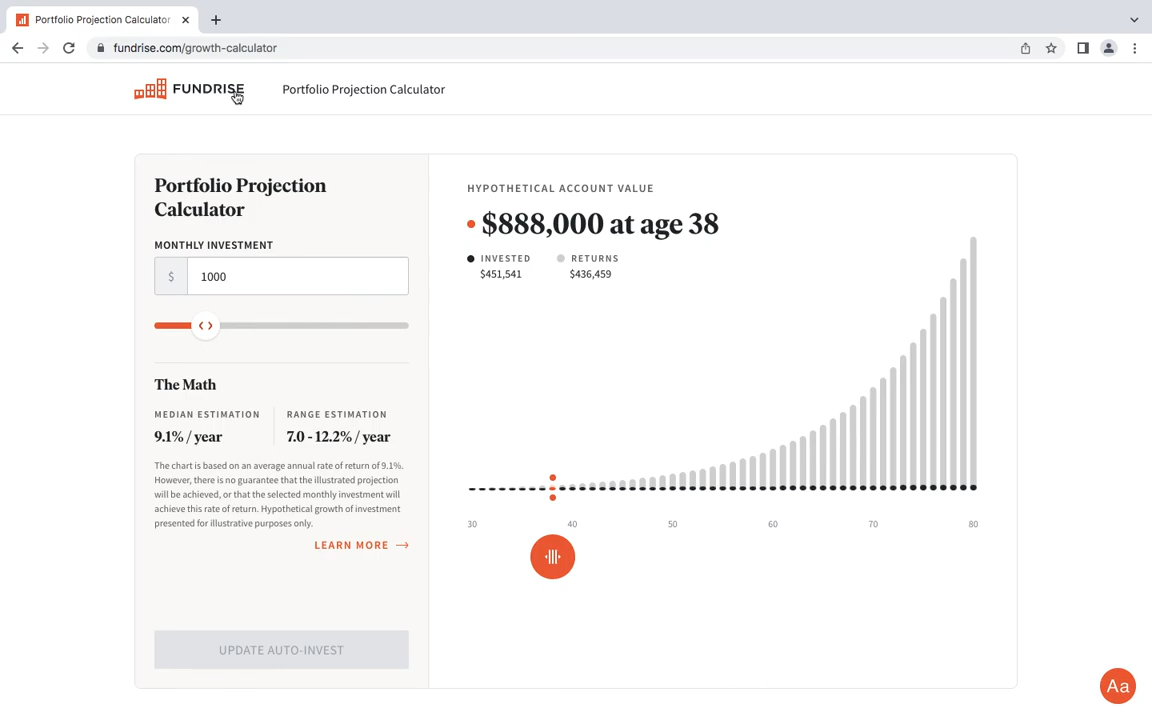 Portfolio Projection Calculator
fundrise.com/growth-calculator
FUNDRISE
Portfolio Projection Calculator
Portfolio Projection
Calculator
MONTHLY INVESTMENT
$ 1000
The Math
MEDIAN ESTIMATION
9.1% / year
RANGE ESTIMATION
7.0 - 12.2% / year
The chart is based on an average annual rate of return of 9.1%.
However, there is no guarantee that the illustrated projection
will be achieved, or that the selected monthly investment will
achieve this rate of return. Hypothetical growth of investment
presented for illustrative purposes only.
LEARN MORE →
UPDATE AUTO-INVEST
HYPOTHETICAL ACCOUNT VALUE
$888,000 at age 38
INVESTED
$451,541
RETURNS
$436,459
30 40 50 60 70 80
Aa